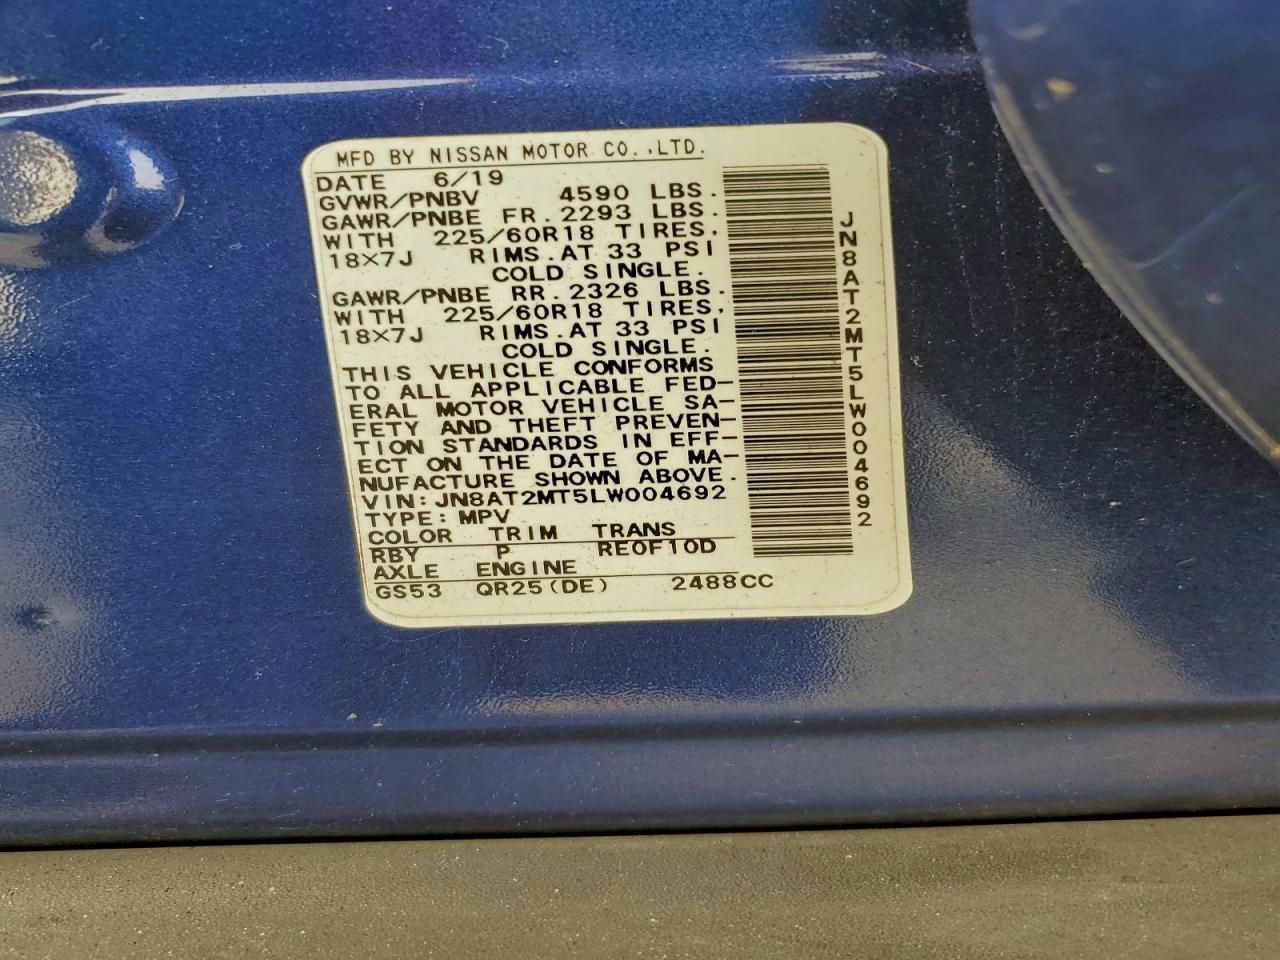 MFD BY NISSAN MOTOR CO.,LTD.
DATE 6/19
GVWR/PNBV 4590 LBS.
GAWR/PNBE FR.2293 LBS.
WITH 225/60R18 TIRES,
18×7J RIMS.AT 33 PSI
COLD SINGLE.
GAWR/PNBE RR.2326 LBS.
WITH 225/60R18 TIRES,
18×7J RIMS.AT 33 PSI
COLD SINGLE.
THIS VEHICLE CONFORMS
TO ALL APPLICABLE FED-
ERAL MOTOR VEHICLE SA-
FETY AND THEFT PREVEN-
TION STANDARDS IN EFF-
ECT ON THE DATE OF MA-
NUFACTURE SHOWN ABOVE.
VIN:JN8AT2MT5LW004692
TYPE:MPV
COLOR TRIM TRANS
RBY P RE0F10D
AXLE ENGINE
GS53 QR25(DE) 2488CC
JN8AT2MT5LW004692